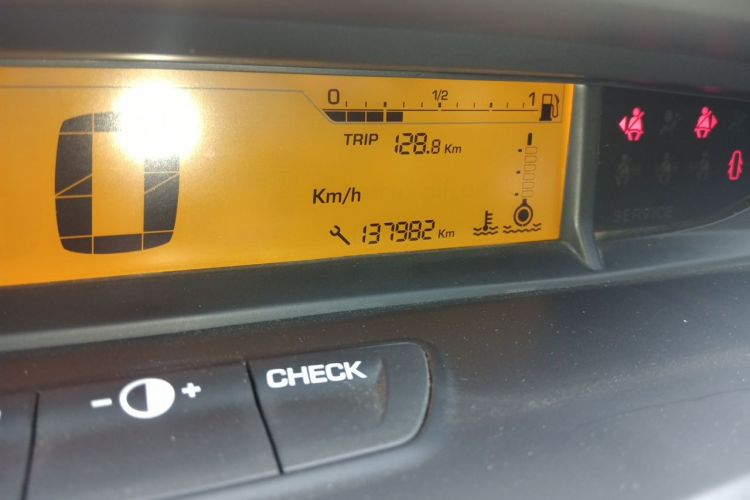 0 1/2 1
TRIP 128.8 Km
0
Km/h
137982 Km
SERVICE
- +
CHECK